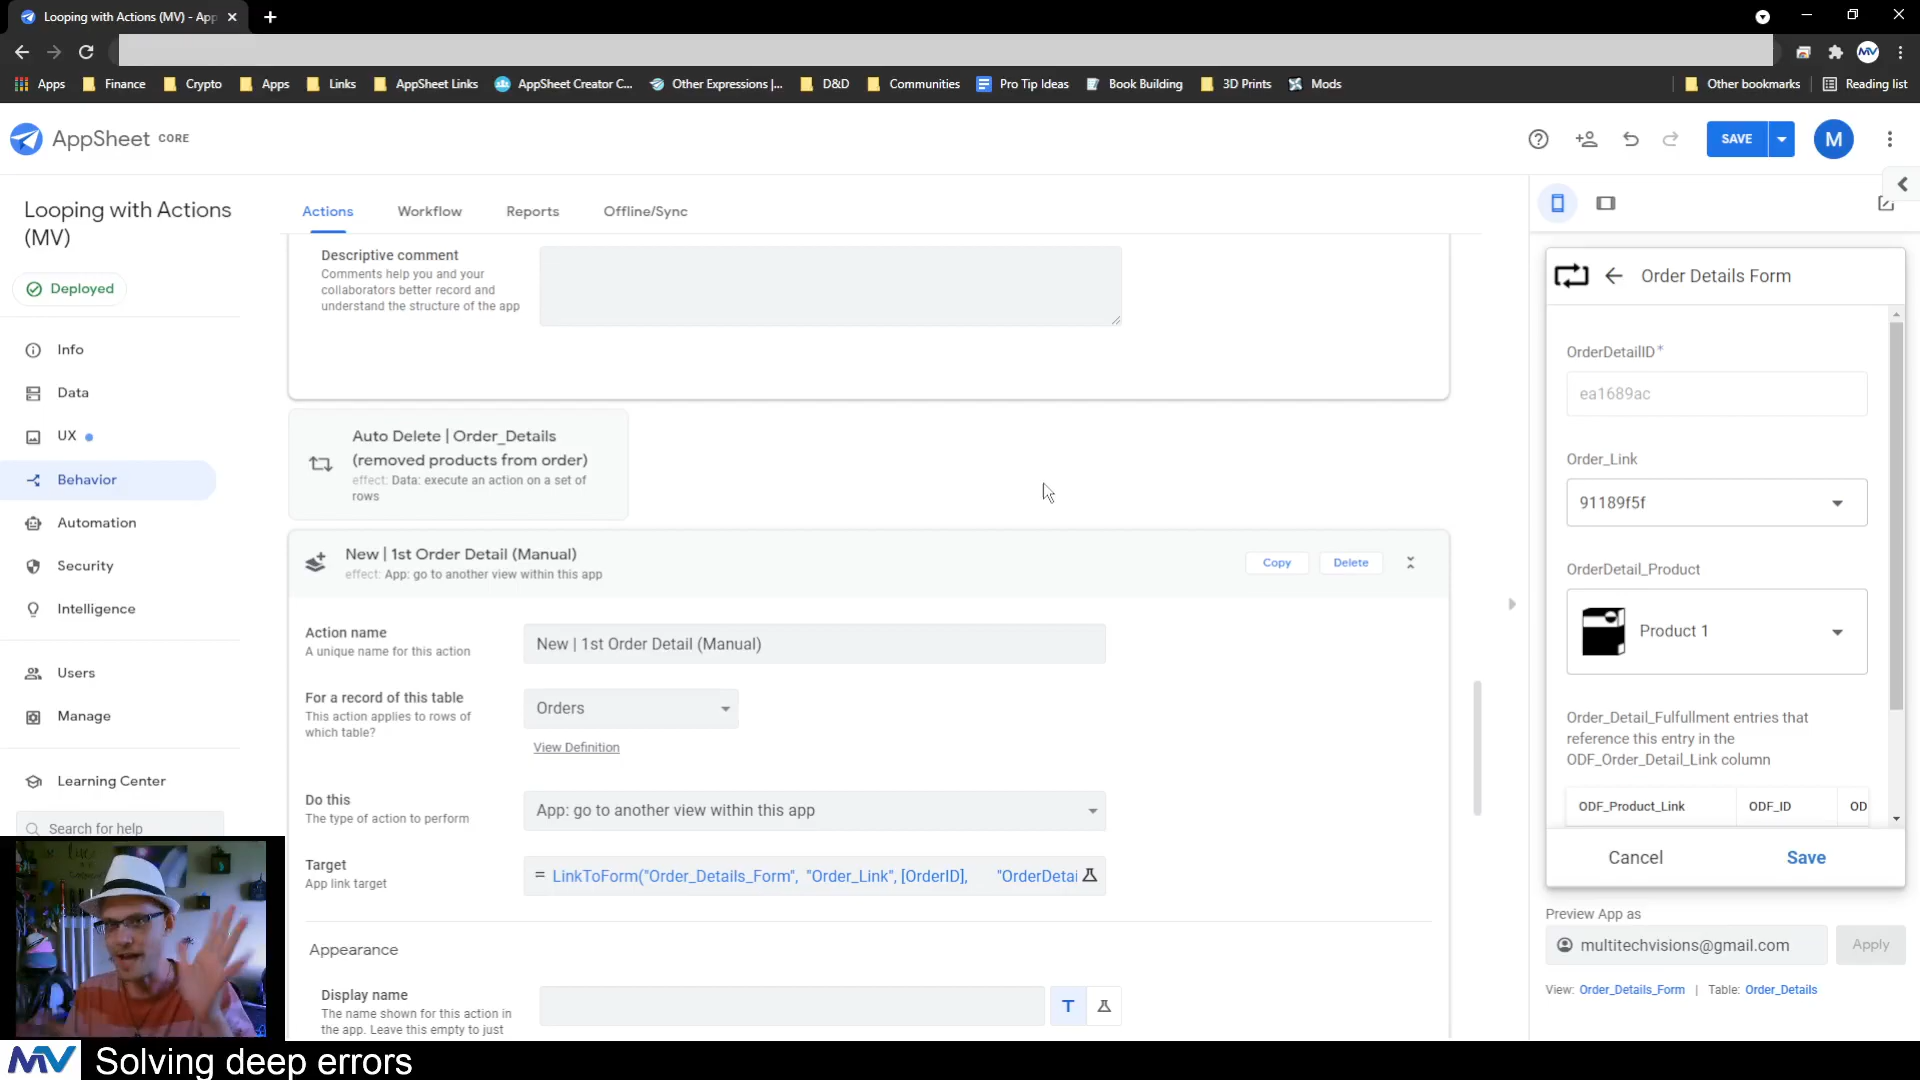 Looping with Actions (MV) - App
Apps
Finance
Crypto
Apps
Links
AppSheet Links
AppSheet Creator C...
Other Expressions |...
D&D
Communities
Pro Tip Ideas
Book Building
3D Prints
Mods
Other bookmarks
Reading list
AppSheet CORE
SAVE
M
Looping with Actions
(MV)
Deployed
Info
Data
UX
Behavior
Automation
Security
Intelligence
Users
Manage
Learning Center
Search for help
Actions
Workflow
Reports
Offline/Sync
Descriptive comment
Comments help you and your
collaborators better record and
understand the structure of the app
Auto Delete | Order_Details
(removed products from order)
effect: Data: execute an action on a set of
rows
New | 1st Order Detail (Manual)
effect: App: go to another view within this app
Copy
Delete
Action name
A unique name for this action
New | 1st Order Detail (Manual)
For a record of this table
This action applies to rows of
which table?
Orders
View Definition
Do this
The type of action to perform
App: go to another view within this app
Target
App link target
= LinkToForm("Order_Details_Form", "Order_Link", [OrderID], "OrderDetai
Appearance
Display name
The name shown for this action in
the app. Leave this empty to just
T
Order Details Form
OrderDetailID*
ea1689ac
Order_Link
91189f5f
OrderDetail_Product
Product 1
Order_Detail_Fulfullment entries that
reference this entry in the
ODF_Order_Detail_Link column
ODF_Product_Link
ODF_ID
OD
Cancel
Save
Preview App as
multitechvisions@gmail.com
Apply
View: Order_Details_Form | Table: Order_Details
MV Solving deep errors